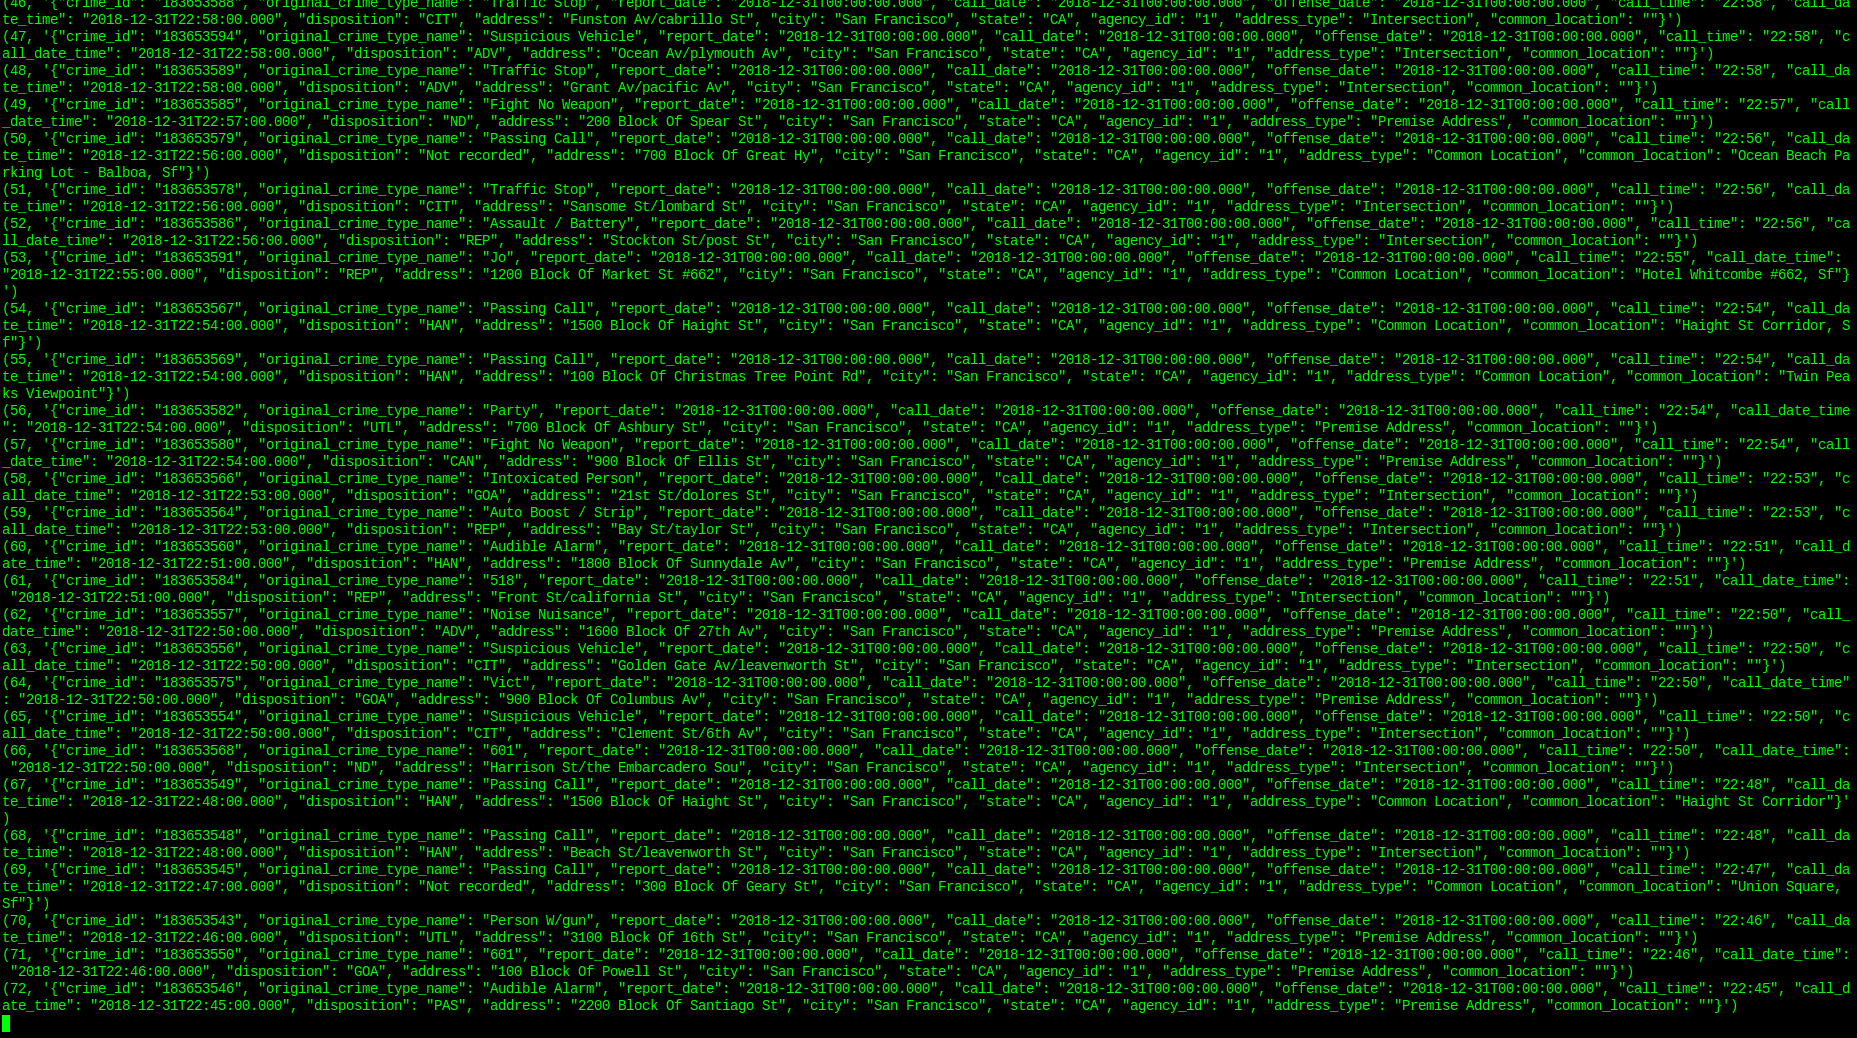 (46, '{"crime_id": "183653588", "original_crime_type_name": "Traffic Stop", "report_date": "2018-12-31T00:00:00.000", "call_date": "2018-12-31T00:00:00.000", "offense_date": "2018-12-31T00:00:00.000", "call_time": "22:58", "call_da
te_time": "2018-12-31T22:58:00.000", "disposition": "CIT", "address": "Funston Av/cabrillo St", "city": "San Francisco", "state": "CA", "agency_id": "1", "address_type": "Intersection", "common_location": ""}')
(47, '{"crime_id": "183653594", "original_crime_type_name": "Suspicious Vehicle", "report_date": "2018-12-31T00:00:00.000", "call_date": "2018-12-31T00:00:00.000", "offense_date": "2018-12-31T00:00:00.000", "call_time": "22:58", "c
all_date_time": "2018-12-31T22:58:00.000", "disposition": "ADV", "address": "Ocean Av/plymouth Av", "city": "San Francisco", "state": "CA", "agency_id": "1", "address_type": "Intersection", "common_location": ""}')
(48, '{"crime_id": "183653589", "original_crime_type_name": "Traffic Stop", "report_date": "2018-12-31T00:00:00.000", "call_date": "2018-12-31T00:00:00.000", "offense_date": "2018-12-31T00:00:00.000", "call_time": "22:58", "call_da
te_time": "2018-12-31T22:58:00.000", "disposition": "ADV", "address": "Grant Av/pacific Av", "city": "San Francisco", "state": "CA", "agency_id": "1", "address_type": "Intersection", "common_location": ""}')
(49, '{"crime_id": "183653585", "original_crime_type_name": "Fight No Weapon", "report_date": "2018-12-31T00:00:00.000", "call_date": "2018-12-31T00:00:00.000", "offense_date": "2018-12-31T00:00:00.000", "call_time": "22:57", "call
_date_time": "2018-12-31T22:57:00.000", "disposition": "ND", "address": "200 Block Of Spear St", "city": "San Francisco", "state": "CA", "agency_id": "1", "address_type": "Premise Address", "common_location": ""}')
(50, '{"crime_id": "183653579", "original_crime_type_name": "Passing Call", "report_date": "2018-12-31T00:00:00.000", "call_date": "2018-12-31T00:00:00.000", "offense_date": "2018-12-31T00:00:00.000", "call_time": "22:56", "call_da
te_time": "2018-12-31T22:56:00.000", "disposition": "Not recorded", "address": "700 Block Of Great Hy", "city": "San Francisco", "state": "CA", "agency_id": "1", "address_type": "Common Location", "common_location": "Ocean Beach Pa
rking Lot - Balboa, Sf"}')
(51, '{"crime_id": "183653578", "original_crime_type_name": "Traffic Stop", "report_date": "2018-12-31T00:00:00.000", "call_date": "2018-12-31T00:00:00.000", "offense_date": "2018-12-31T00:00:00.000", "call_time": "22:56", "call_da
te_time": "2018-12-31T22:56:00.000", "disposition": "CIT", "address": "Sansome St/lombard St", "city": "San Francisco", "state": "CA", "agency_id": "1", "address_type": "Intersection", "common_location": ""}')
(52, '{"crime_id": "183653586", "original_crime_type_name": "Assault / Battery", "report_date": "2018-12-31T00:00:00.000", "call_date": "2018-12-31T00:00:00.000", "offense_date": "2018-12-31T00:00:00.000", "call_time": "22:56", "ca
ll_date_time": "2018-12-31T22:56:00.000", "disposition": "REP", "address": "Stockton St/post St", "city": "San Francisco", "state": "CA", "agency_id": "1", "address_type": "Intersection", "common_location": ""}')
(53, '{"crime_id": "183653591", "original_crime_type_name": "Jo", "report_date": "2018-12-31T00:00:00.000", "call_date": "2018-12-31T00:00:00.000", "offense_date": "2018-12-31T00:00:00.000", "call_time": "22:55", "call_date_time":
"2018-12-31T22:55:00.000", "disposition": "REP", "address": "1200 Block Of Market St #662", "city": "San Francisco", "state": "CA", "agency_id": "1", "address_type": "Common Location", "common_location": "Hotel Whitcombe #662, Sf"}
')
(54, '{"crime_id": "183653567", "original_crime_type_name": "Passing Call", "report_date": "2018-12-31T00:00:00.000", "call_date": "2018-12-31T00:00:00.000", "offense_date": "2018-12-31T00:00:00.000", "call_time": "22:54", "call_da
te_time": "2018-12-31T22:54:00.000", "disposition": "HAN", "address": "1500 Block Of Haight St", "city": "San Francisco", "state": "CA", "agency_id": "1", "address_type": "Common Location", "common_location": "Haight St Corridor, S
f"}')
(55, '{"crime_id": "183653569", "original_crime_type_name": "Passing Call", "report_date": "2018-12-31T00:00:00.000", "call_date": "2018-12-31T00:00:00.000", "offense_date": "2018-12-31T00:00:00.000", "call_time": "22:54", "call_da
te_time": "2018-12-31T22:54:00.000", "disposition": "HAN", "address": "100 Block Of Christmas Tree Point Rd", "city": "San Francisco", "state": "CA", "agency_id": "1", "address_type": "Common Location", "common_location": "Twin Pea
ks Viewpoint"}')
(56, '{"crime_id": "183653582", "original_crime_type_name": "Party", "report_date": "2018-12-31T00:00:00.000", "call_date": "2018-12-31T00:00:00.000", "offense_date": "2018-12-31T00:00:00.000", "call_time": "22:54", "call_date_time
": "2018-12-31T22:54:00.000", "disposition": "UTL", "address": "700 Block Of Ashbury St", "city": "San Francisco", "state": "CA", "agency_id": "1", "address_type": "Premise Address", "common_location": ""}')
(57, '{"crime_id": "183653580", "original_crime_type_name": "Fight No Weapon", "report_date": "2018-12-31T00:00:00.000", "call_date": "2018-12-31T00:00:00.000", "offense_date": "2018-12-31T00:00:00.000", "call_time": "22:54", "call
_date_time": "2018-12-31T22:54:00.000", "disposition": "CAN", "address": "900 Block Of Ellis St", "city": "San Francisco", "state": "CA", "agency_id": "1", "address_type": "Premise Address", "common_location": ""}')
(58, '{"crime_id": "183653566", "original_crime_type_name": "Intoxicated Person", "report_date": "2018-12-31T00:00:00.000", "call_date": "2018-12-31T00:00:00.000", "offense_date": "2018-12-31T00:00:00.000", "call_time": "22:53", "c
all_date_time": "2018-12-31T22:53:00.000", "disposition": "GOA", "address": "21st St/dolores St", "city": "San Francisco", "state": "CA", "agency_id": "1", "address_type": "Intersection", "common_location": ""}')
(59, '{"crime_id": "183653564", "original_crime_type_name": "Auto Boost / Strip", "report_date": "2018-12-31T00:00:00.000", "call_date": "2018-12-31T00:00:00.000", "offense_date": "2018-12-31T00:00:00.000", "call_time": "22:53", "c
all_date_time": "2018-12-31T22:53:00.000", "disposition": "REP", "address": "Bay St/taylor St", "city": "San Francisco", "state": "CA", "agency_id": "1", "address_type": "Intersection", "common_location": ""}')
(60, '{"crime_id": "183653560", "original_crime_type_name": "Audible Alarm", "report_date": "2018-12-31T00:00:00.000", "call_date": "2018-12-31T00:00:00.000", "offense_date": "2018-12-31T00:00:00.000", "call_time": "22:51", "call_d
ate_time": "2018-12-31T22:51:00.000", "disposition": "HAN", "address": "1800 Block Of Sunnydale Av", "city": "San Francisco", "state": "CA", "agency_id": "1", "address_type": "Premise Address", "common_location": ""}')
(61, '{"crime_id": "183653584", "original_crime_type_name": "518", "report_date": "2018-12-31T00:00:00.000", "call_date": "2018-12-31T00:00:00.000", "offense_date": "2018-12-31T00:00:00.000", "call_time": "22:51", "call_date_time":
 "2018-12-31T22:51:00.000", "disposition": "REP", "address": "Front St/california St", "city": "San Francisco", "state": "CA", "agency_id": "1", "address_type": "Intersection", "common_location": ""}')
(62, '{"crime_id": "183653557", "original_crime_type_name": "Noise Nuisance", "report_date": "2018-12-31T00:00:00.000", "call_date": "2018-12-31T00:00:00.000", "offense_date": "2018-12-31T00:00:00.000", "call_time": "22:50", "call_
date_time": "2018-12-31T22:50:00.000", "disposition": "ADV", "address": "1600 Block Of 27th Av", "city": "San Francisco", "state": "CA", "agency_id": "1", "address_type": "Premise Address", "common_location": ""}')
(63, '{"crime_id": "183653556", "original_crime_type_name": "Suspicious Vehicle", "report_date": "2018-12-31T00:00:00.000", "call_date": "2018-12-31T00:00:00.000", "offense_date": "2018-12-31T00:00:00.000", "call_time": "22:50", "c
all_date_time": "2018-12-31T22:50:00.000", "disposition": "CIT", "address": "Golden Gate Av/leavenworth St", "city": "San Francisco", "state": "CA", "agency_id": "1", "address_type": "Intersection", "common_location": ""}')
(64, '{"crime_id": "183653575", "original_crime_type_name": "Vict", "report_date": "2018-12-31T00:00:00.000", "call_date": "2018-12-31T00:00:00.000", "offense_date": "2018-12-31T00:00:00.000", "call_time": "22:50", "call_date_time"
: "2018-12-31T22:50:00.000", "disposition": "GOA", "address": "900 Block Of Columbus Av", "city": "San Francisco", "state": "CA", "agency_id": "1", "address_type": "Premise Address", "common_location": ""}')
(65, '{"crime_id": "183653554", "original_crime_type_name": "Suspicious Vehicle", "report_date": "2018-12-31T00:00:00.000", "call_date": "2018-12-31T00:00:00.000", "offense_date": "2018-12-31T00:00:00.000", "call_time": "22:50", "c
all_date_time": "2018-12-31T22:50:00.000", "disposition": "CIT", "address": "Clement St/6th Av", "city": "San Francisco", "state": "CA", "agency_id": "1", "address_type": "Intersection", "common_location": ""}')
(66, '{"crime_id": "183653568", "original_crime_type_name": "601", "report_date": "2018-12-31T00:00:00.000", "call_date": "2018-12-31T00:00:00.000", "offense_date": "2018-12-31T00:00:00.000", "call_time": "22:50", "call_date_time":
 "2018-12-31T22:50:00.000", "disposition": "ND", "address": "Harrison St/the Embarcadero Sou", "city": "San Francisco", "state": "CA", "agency_id": "1", "address_type": "Intersection", "common_location": ""}')
(67, '{"crime_id": "183653549", "original_crime_type_name": "Passing Call", "report_date": "2018-12-31T00:00:00.000", "call_date": "2018-12-31T00:00:00.000", "offense_date": "2018-12-31T00:00:00.000", "call_time": "22:48", "call_da
te_time": "2018-12-31T22:48:00.000", "disposition": "HAN", "address": "1500 Block Of Haight St", "city": "San Francisco", "state": "CA", "agency_id": "1", "address_type": "Common Location", "common_location": "Haight St Corridor"}'
)
(68, '{"crime_id": "183653548", "original_crime_type_name": "Passing Call", "report_date": "2018-12-31T00:00:00.000", "call_date": "2018-12-31T00:00:00.000", "offense_date": "2018-12-31T00:00:00.000", "call_time": "22:48", "call_da
te_time": "2018-12-31T22:48:00.000", "disposition": "HAN", "address": "Beach St/leavenworth St", "city": "San Francisco", "state": "CA", "agency_id": "1", "address_type": "Intersection", "common_location": ""}')
(69, '{"crime_id": "183653545", "original_crime_type_name": "Passing Call", "report_date": "2018-12-31T00:00:00.000", "call_date": "2018-12-31T00:00:00.000", "offense_date": "2018-12-31T00:00:00.000", "call_time": "22:47", "call_da
te_time": "2018-12-31T22:47:00.000", "disposition": "Not recorded", "address": "300 Block Of Geary St", "city": "San Francisco", "state": "CA", "agency_id": "1", "address_type": "Common Location", "common_location": "Union Square,
Sf"}')
(70, '{"crime_id": "183653543", "original_crime_type_name": "Person W/gun", "report_date": "2018-12-31T00:00:00.000", "call_date": "2018-12-31T00:00:00.000", "offense_date": "2018-12-31T00:00:00.000", "call_time": "22:46", "call_da
te_time": "2018-12-31T22:46:00.000", "disposition": "UTL", "address": "3100 Block Of 16th St", "city": "San Francisco", "state": "CA", "agency_id": "1", "address_type": "Premise Address", "common_location": ""}')
(71, '{"crime_id": "183653550", "original_crime_type_name": "601", "report_date": "2018-12-31T00:00:00.000", "call_date": "2018-12-31T00:00:00.000", "offense_date": "2018-12-31T00:00:00.000", "call_time": "22:46", "call_date_time":
 "2018-12-31T22:46:00.000", "disposition": "GOA", "address": "100 Block Of Powell St", "city": "San Francisco", "state": "CA", "agency_id": "1", "address_type": "Premise Address", "common_location": ""}')
(72, '{"crime_id": "183653546", "original_crime_type_name": "Audible Alarm", "report_date": "2018-12-31T00:00:00.000", "call_date": "2018-12-31T00:00:00.000", "offense_date": "2018-12-31T00:00:00.000", "call_time": "22:45", "call_d
ate_time": "2018-12-31T22:45:00.000", "disposition": "PAS", "address": "2200 Block Of Santiago St", "city": "San Francisco", "state": "CA", "agency_id": "1", "address_type": "Premise Address", "common_location": ""}')